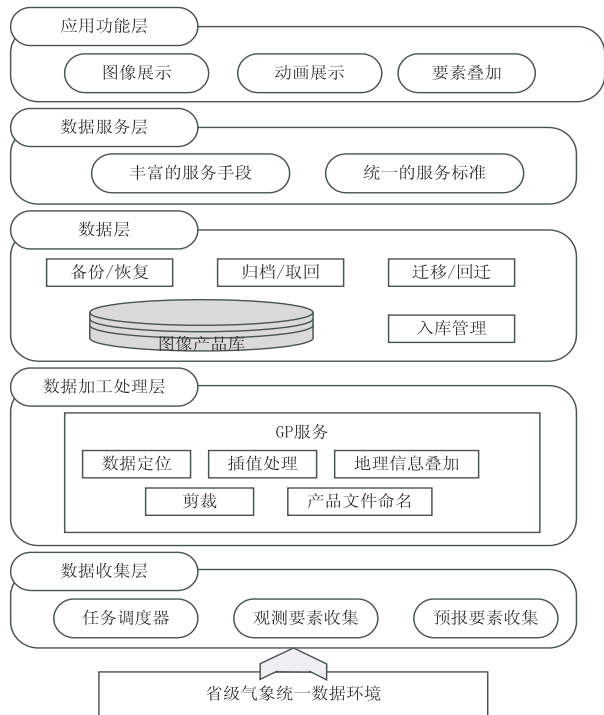 应用功能层
图像展示
动画展示
要素叠加
数据服务层
丰富的服务手段
统一的服务标准
数据层
备份/恢复
归档/取回
迁移/回迁
图像产品库
入库管理
数据加工处理层
GP服务
数据定位
插值处理
地理信息叠加
剪裁
产品文件命名
数据收集层
任务调度器
观测要素收集
预报要素收集
省级气象统一数据环境